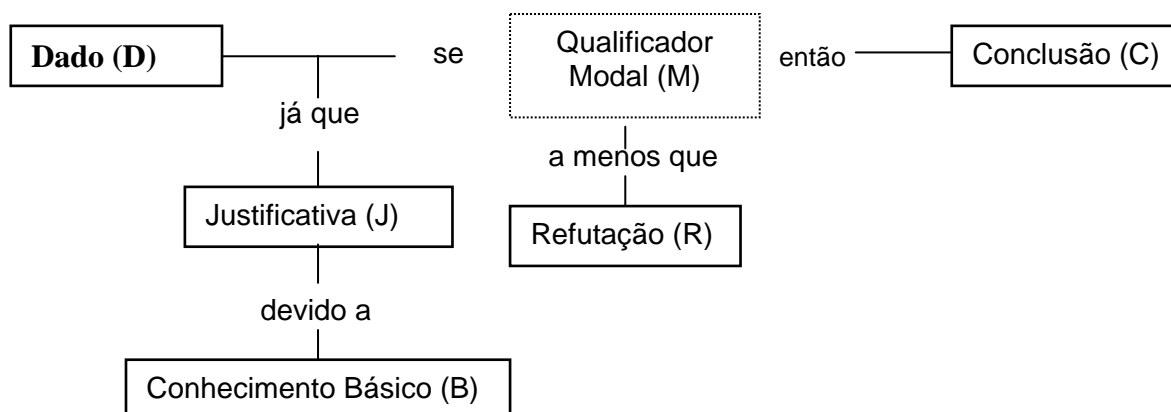 Dado (D)
se
Qualificador
Modal (M)
então
Conclusão (C)
já que
a menos que
Justificativa (J)
Refutação (R)
devido a
Conhecimento Básico (B)